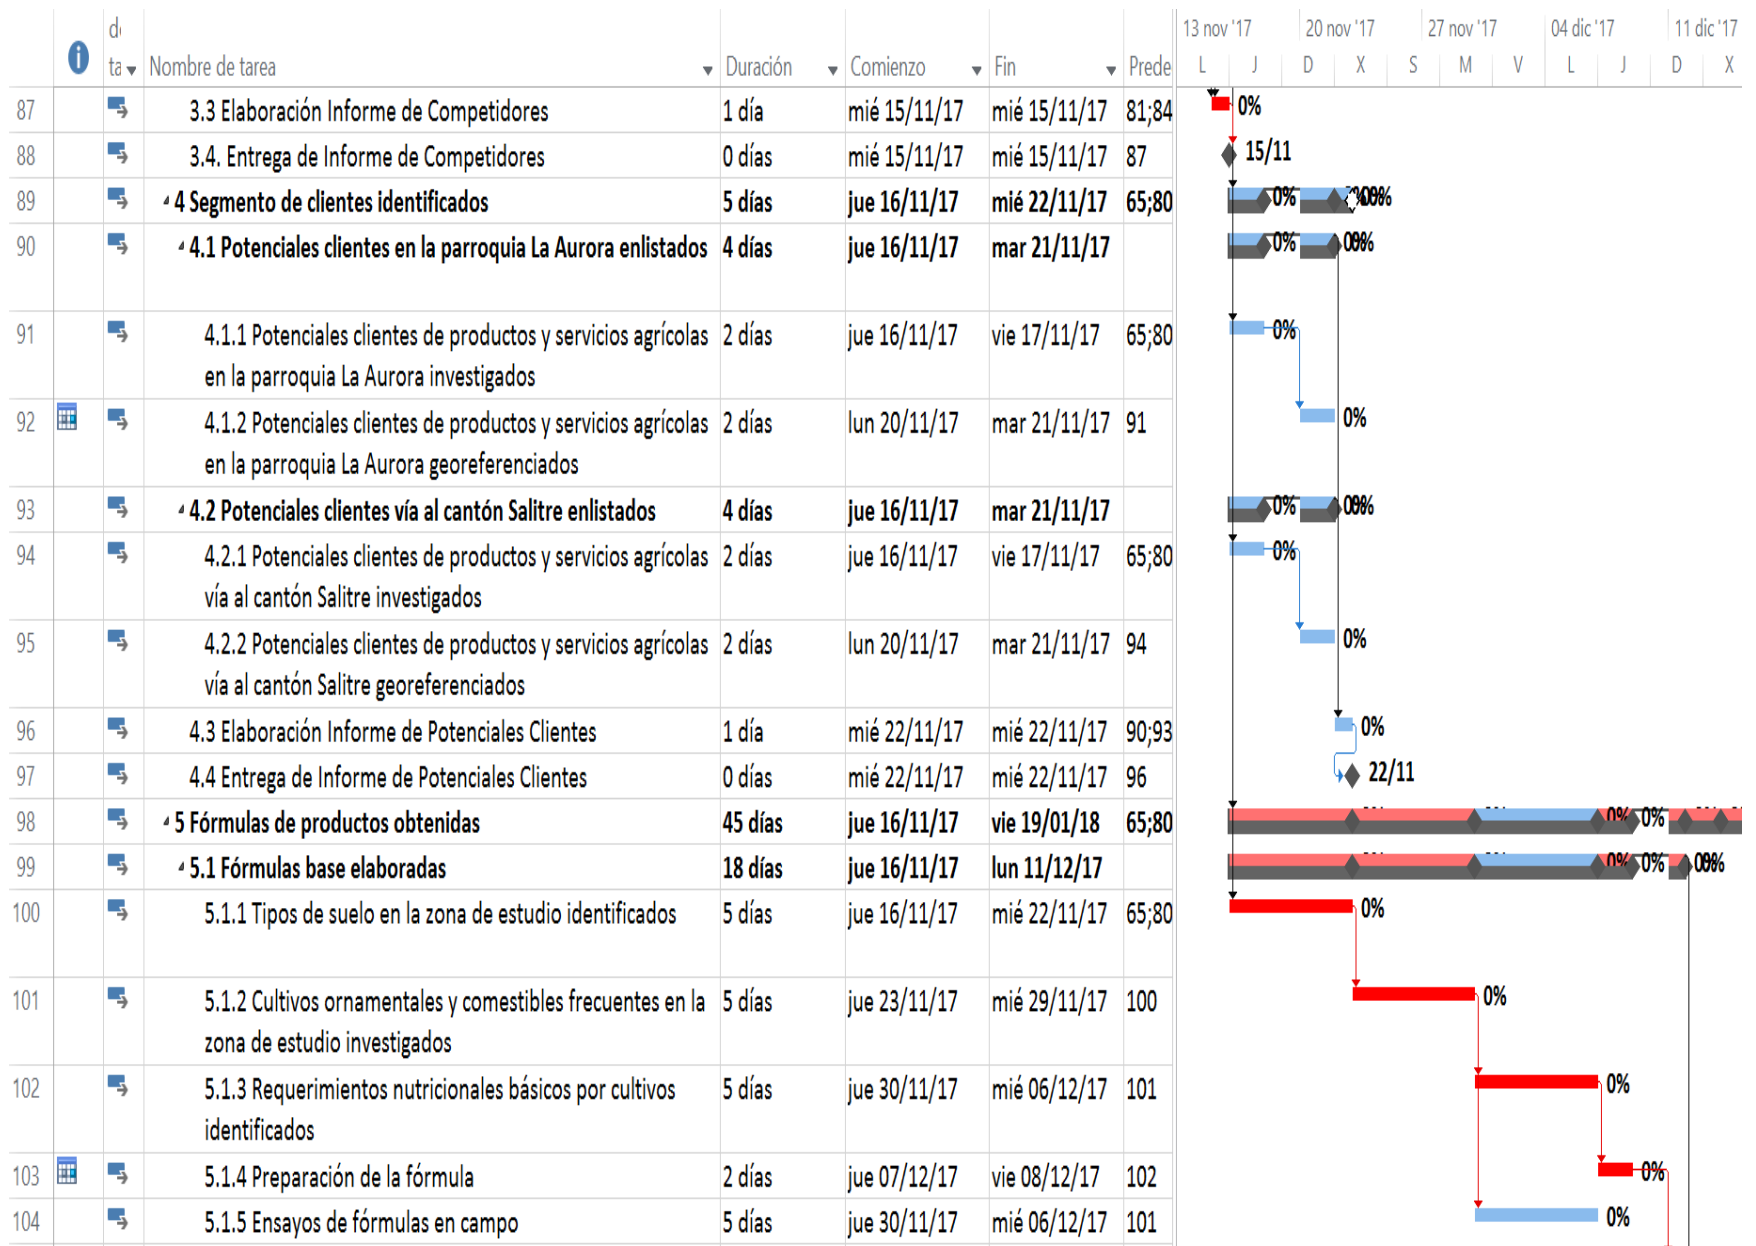 de
ta Nombre de tarea Duración Comienzo Fin Prede
13 nov '17 20 nov '17 27 nov '17 04 dic '17 11 dic '17
L J D X S M V L J D X
87 3.3 Elaboración Informe de Competidores 1 día mié 15/11/17 mié 15/11/17 81;84 0%
88 3.4. Entrega de Informe de Competidores 0 días mié 15/11/17 mié 15/11/17 87 15/11
89 4 Segmento de clientes identificados 5 días jue 16/11/17 mié 22/11/17 65;80 0% 0%
90 4.1 Potenciales clientes en la parroquia La Aurora enlistados 4 días jue 16/11/17 mar 21/11/17 0% 0%
91 4.1.1 Potenciales clientes de productos y servicios agrícolas 2 días jue 16/11/17 vie 17/11/17 65;80 0%
en la parroquia La Aurora investigados
92 4.1.2 Potenciales clientes de productos y servicios agrícolas 2 días lun 20/11/17 mar 21/11/17 91 0%
en la parroquia La Aurora georeferenciados
93 4.2 Potenciales clientes vía al cantón Salitre enlistados 4 días jue 16/11/17 mar 21/11/17 0% 0%
94 4.2.1 Potenciales clientes de productos y servicios agrícolas 2 días jue 16/11/17 vie 17/11/17 65;80 0%
vía al cantón Salitre investigados
95 4.2.2 Potenciales clientes de productos y servicios agrícolas 2 días lun 20/11/17 mar 21/11/17 94 0%
vía al cantón Salitre georeferenciados
96 4.3 Elaboración Informe de Potenciales Clientes 1 día mié 22/11/17 mié 22/11/17 90;93 0%
97 4.4 Entrega de Informe de Potenciales Clientes 0 días mié 22/11/17 mié 22/11/17 96 22/11
98 5 Fórmulas de productos obtenidas 45 días jue 16/11/17 vie 19/01/18 65;80 0% 0%
99 5.1 Fórmulas base elaboradas 18 días jue 16/11/17 lun 11/12/17 0% 0% 0%
100 5.1.1 Tipos de suelo en la zona de estudio identificados 5 días jue 16/11/17 mié 22/11/17 65;80 0%
101 5.1.2 Cultivos ornamentales y comestibles frecuentes en la 5 días jue 23/11/17 mié 29/11/17 100 0%
zona de estudio investigados
102 5.1.3 Requerimientos nutricionales básicos por cultivos 5 días jue 30/11/17 mié 06/12/17 101 0%
identificados
103 5.1.4 Preparación de la fórmula 2 días jue 07/12/17 vie 08/12/17 102 0%
104 5.1.5 Ensayos de fórmulas en campo 5 días jue 30/11/17 mié 06/12/17 101 0%